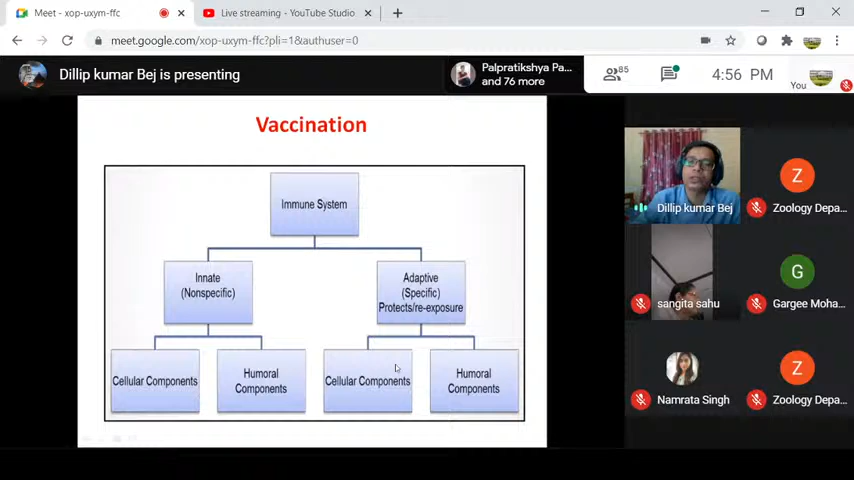 Meet - xop-uxym-ffc
Live streaming - YouTube Studio
meet.google.com/xop-uxym-ffc?pli=1&authuser=0
Dillip kumar Bej is presenting
Palpratikshya Pa...
and 76 more
85
4:56 PM
You
Vaccination
Immune System
Innate
(Nonspecific)
Adaptive
(Specific)
Protects/re-exposure
Cellular Components
Humoral
Components
Cellular Components
Humoral
Components
Dillip kumar Bej
Z
Zoology Depa...
sangita sahu
G
Gargee Moha...
Namrata Singh
Z
Zoology Depa...